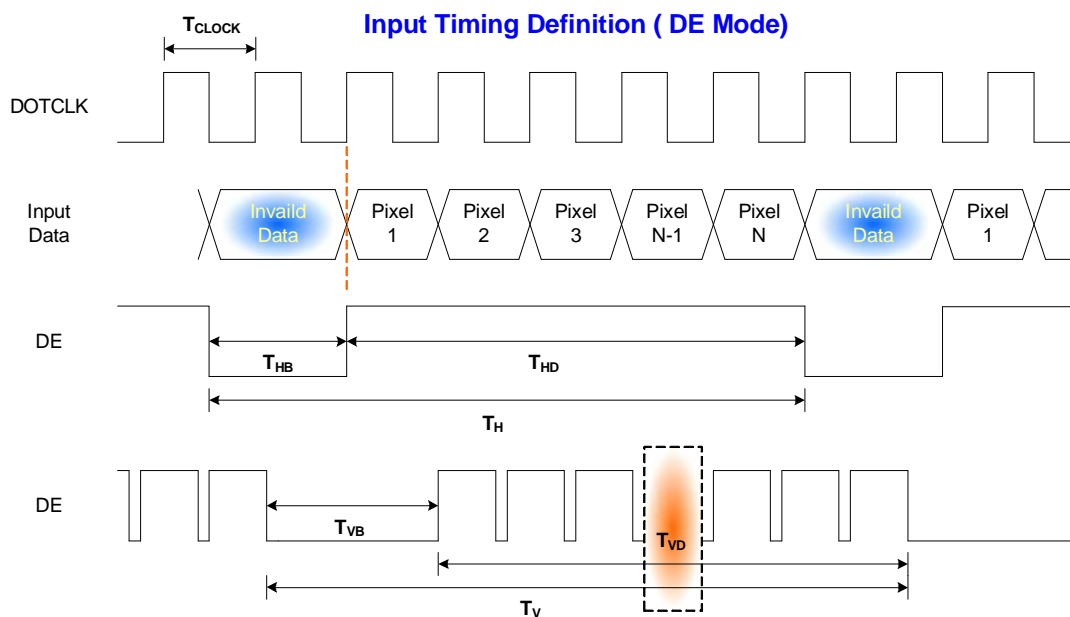 Input Timing Definition ( DE Mode)
TCLOCK
DOTCLK
Input
Data
Invaild
Data
Pixel
1
Pixel
2
Pixel
3
Pixel
N-1
Pixel
N
Invaild
Data
Pixel
1
DE
THB
THD
TH
DE
TVB
TVD
TV